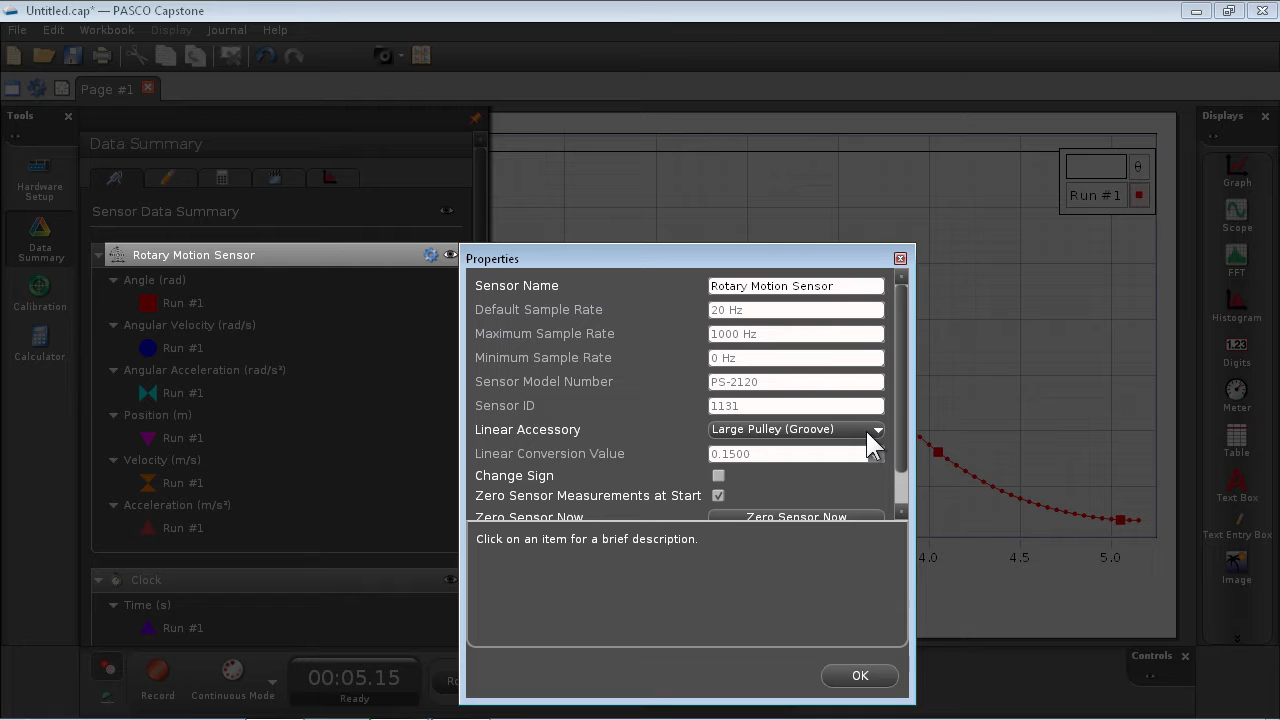 Untitled.cap* — PASCO Capstone
File Edit Workbook Display Journal Help
Page #1
Tools
Displays
Hardware Setup
Data Summary
Calibration
Calculator
Data Summary
Sensor Data Summary
Rotary Motion Sensor
Angle (rad)
Run #1
Angular Velocity (rad/s)
Run #1
Angular Acceleration (rad/s²)
Run #1
Position (m)
Run #1
Velocity (m/s)
Run #1
Acceleration (m/s²)
Run #1
Clock
Time (s)
Run #1
Properties
Sensor Name Rotary Motion Sensor
Default Sample Rate 20 Hz
Maximum Sample Rate 1000 Hz
Minimum Sample Rate 0 Hz
Sensor Model Number PS-2120
Sensor ID 1131
Linear Accessory Large Pulley (Groove)
Linear Conversion Value 0.1500
Change Sign
Zero Sensor Measurements at Start
Zero Sensor Now Zero Sensor Now
Click on an item for a brief description.
OK
θ
Run #1
4.0 4.5 5.0
Graph
Scope
FFT
Histogram
1.23
Digits
Meter
Table
Text Box
Text Entry Box
Image
Record
Continuous Mode
00:05.15
Ready
Ro
Controls